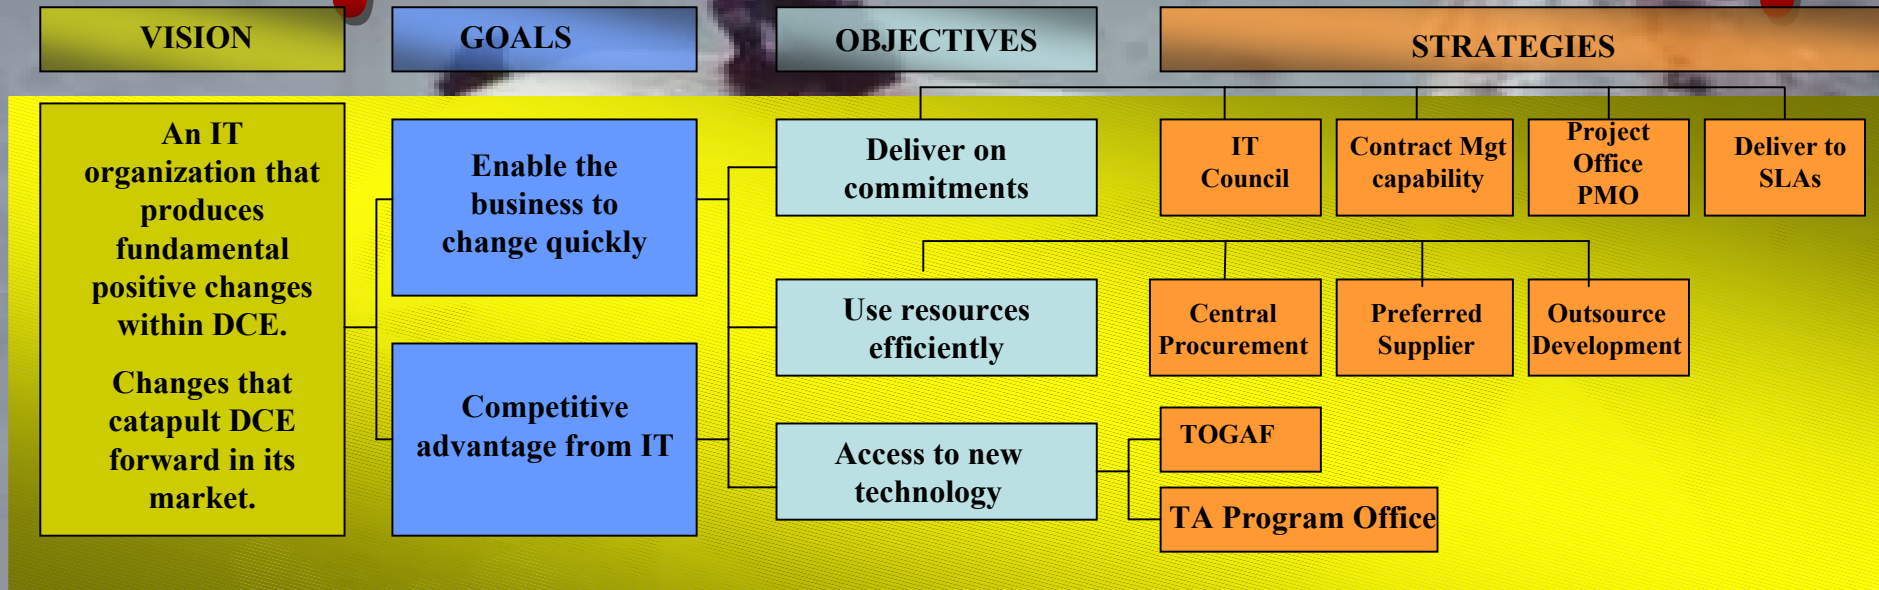 VISION
GOALS
OBJECTIVES
STRATEGIES
An IT
organization that
produces
fundamental
positive changes
within DCE.
Changes that
catapult DCE
forward in its
market.
Enable the
business to
change quickly
Competitive
advantage from IT
Deliver on
commitments
Use resources
efficiently
Access to new
technology
IT
Council
Contract Mgt
capability
Project
Office
PMO
Deliver to
SLAs
Central
Procurement
Preferred
Supplier
Outsource
Development
TOGAF
TA Program Office